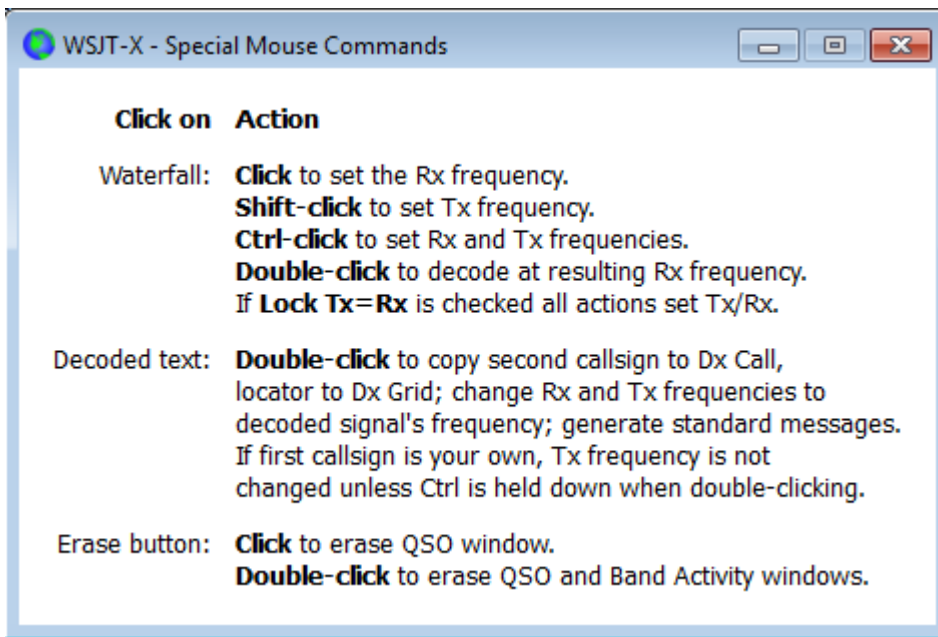 WSJT-X - Special Mouse Commands
Click on Action
Waterfall: Click to set the Rx frequency.
Shift-click to set Tx frequency.
Ctrl-click to set Rx and Tx frequencies.
Double-click to decode at resulting Rx frequency.
If Lock Tx=Rx is checked all actions set Tx/Rx.
Decoded text: Double-click to copy second callsign to Dx Call,
locator to Dx Grid; change Rx and Tx frequencies to
decoded signal's frequency; generate standard messages.
If first callsign is your own, Tx frequency is not
changed unless Ctrl is held down when double-clicking.
Erase button: Click to erase QSO window.
Double-click to erase QSO and Band Activity windows.